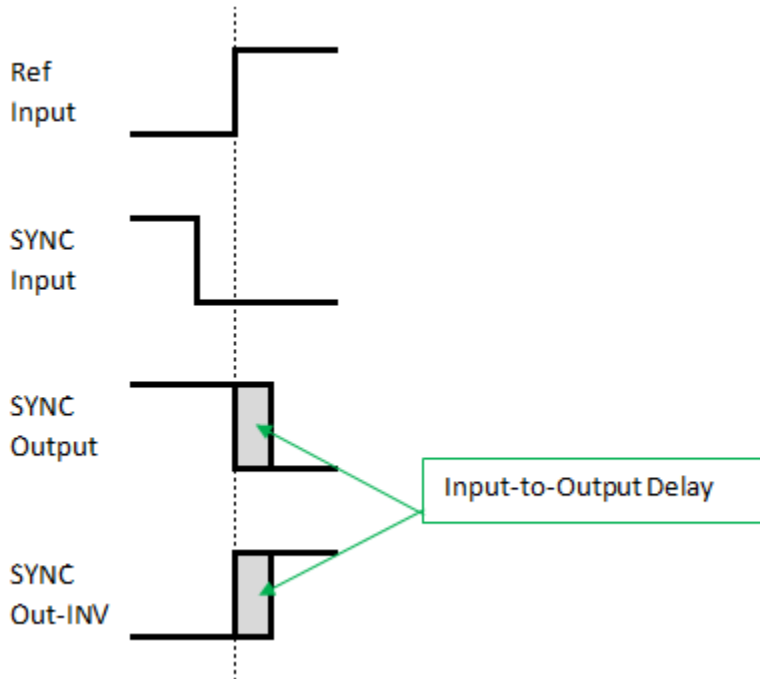 Ref
Input
SYNC
Input
SYNC
Output
Input-to-Output Delay
SYNC
Out-INV